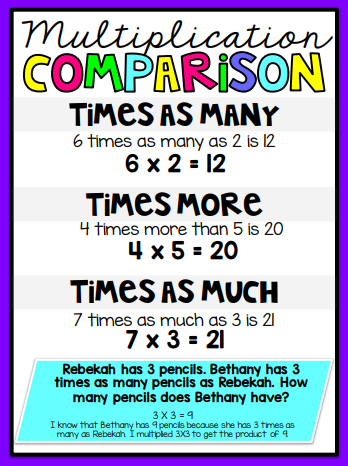 Multiplication
COMPARISON
TIMES AS MANY
6 times as many as 2 is 12
6 x 2 = 12
TIMES MORE
4 times more than 5 is 20
4 x 5 = 20
TIMES AS MUCH
7 times as much as 3 is 21
7 x 3 = 21
Rebekah has 3 pencils. Bethany has 3
times as many pencils as Rebekah. How
many pencils does Bethany have?
3 X 3 = 9
I know that Bethany has 9 pencils because she has 3 times as
many as Rebekah. I multiplied 3X3 to get the product of 9.